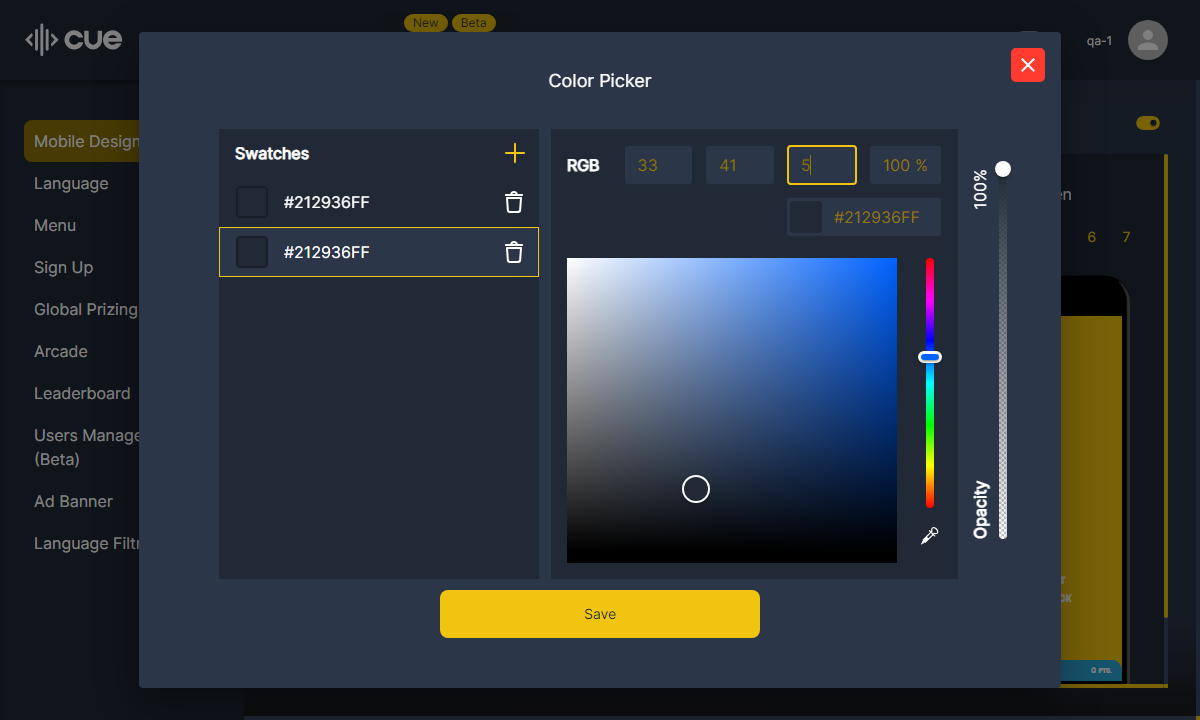 New
Beta
cue
qa-1
Color Picker
Mobile Design
Language
Menu
Sign Up
Global Prizing
Arcade
Leaderboard
Users Manage
(Beta)
Ad Banner
Language Filtr
Swatches
#212936FF
#212936FF
RGB
33
41
5
100 %
#212936FF
100%
Opacity
Save
en
6
7
0 PTS.